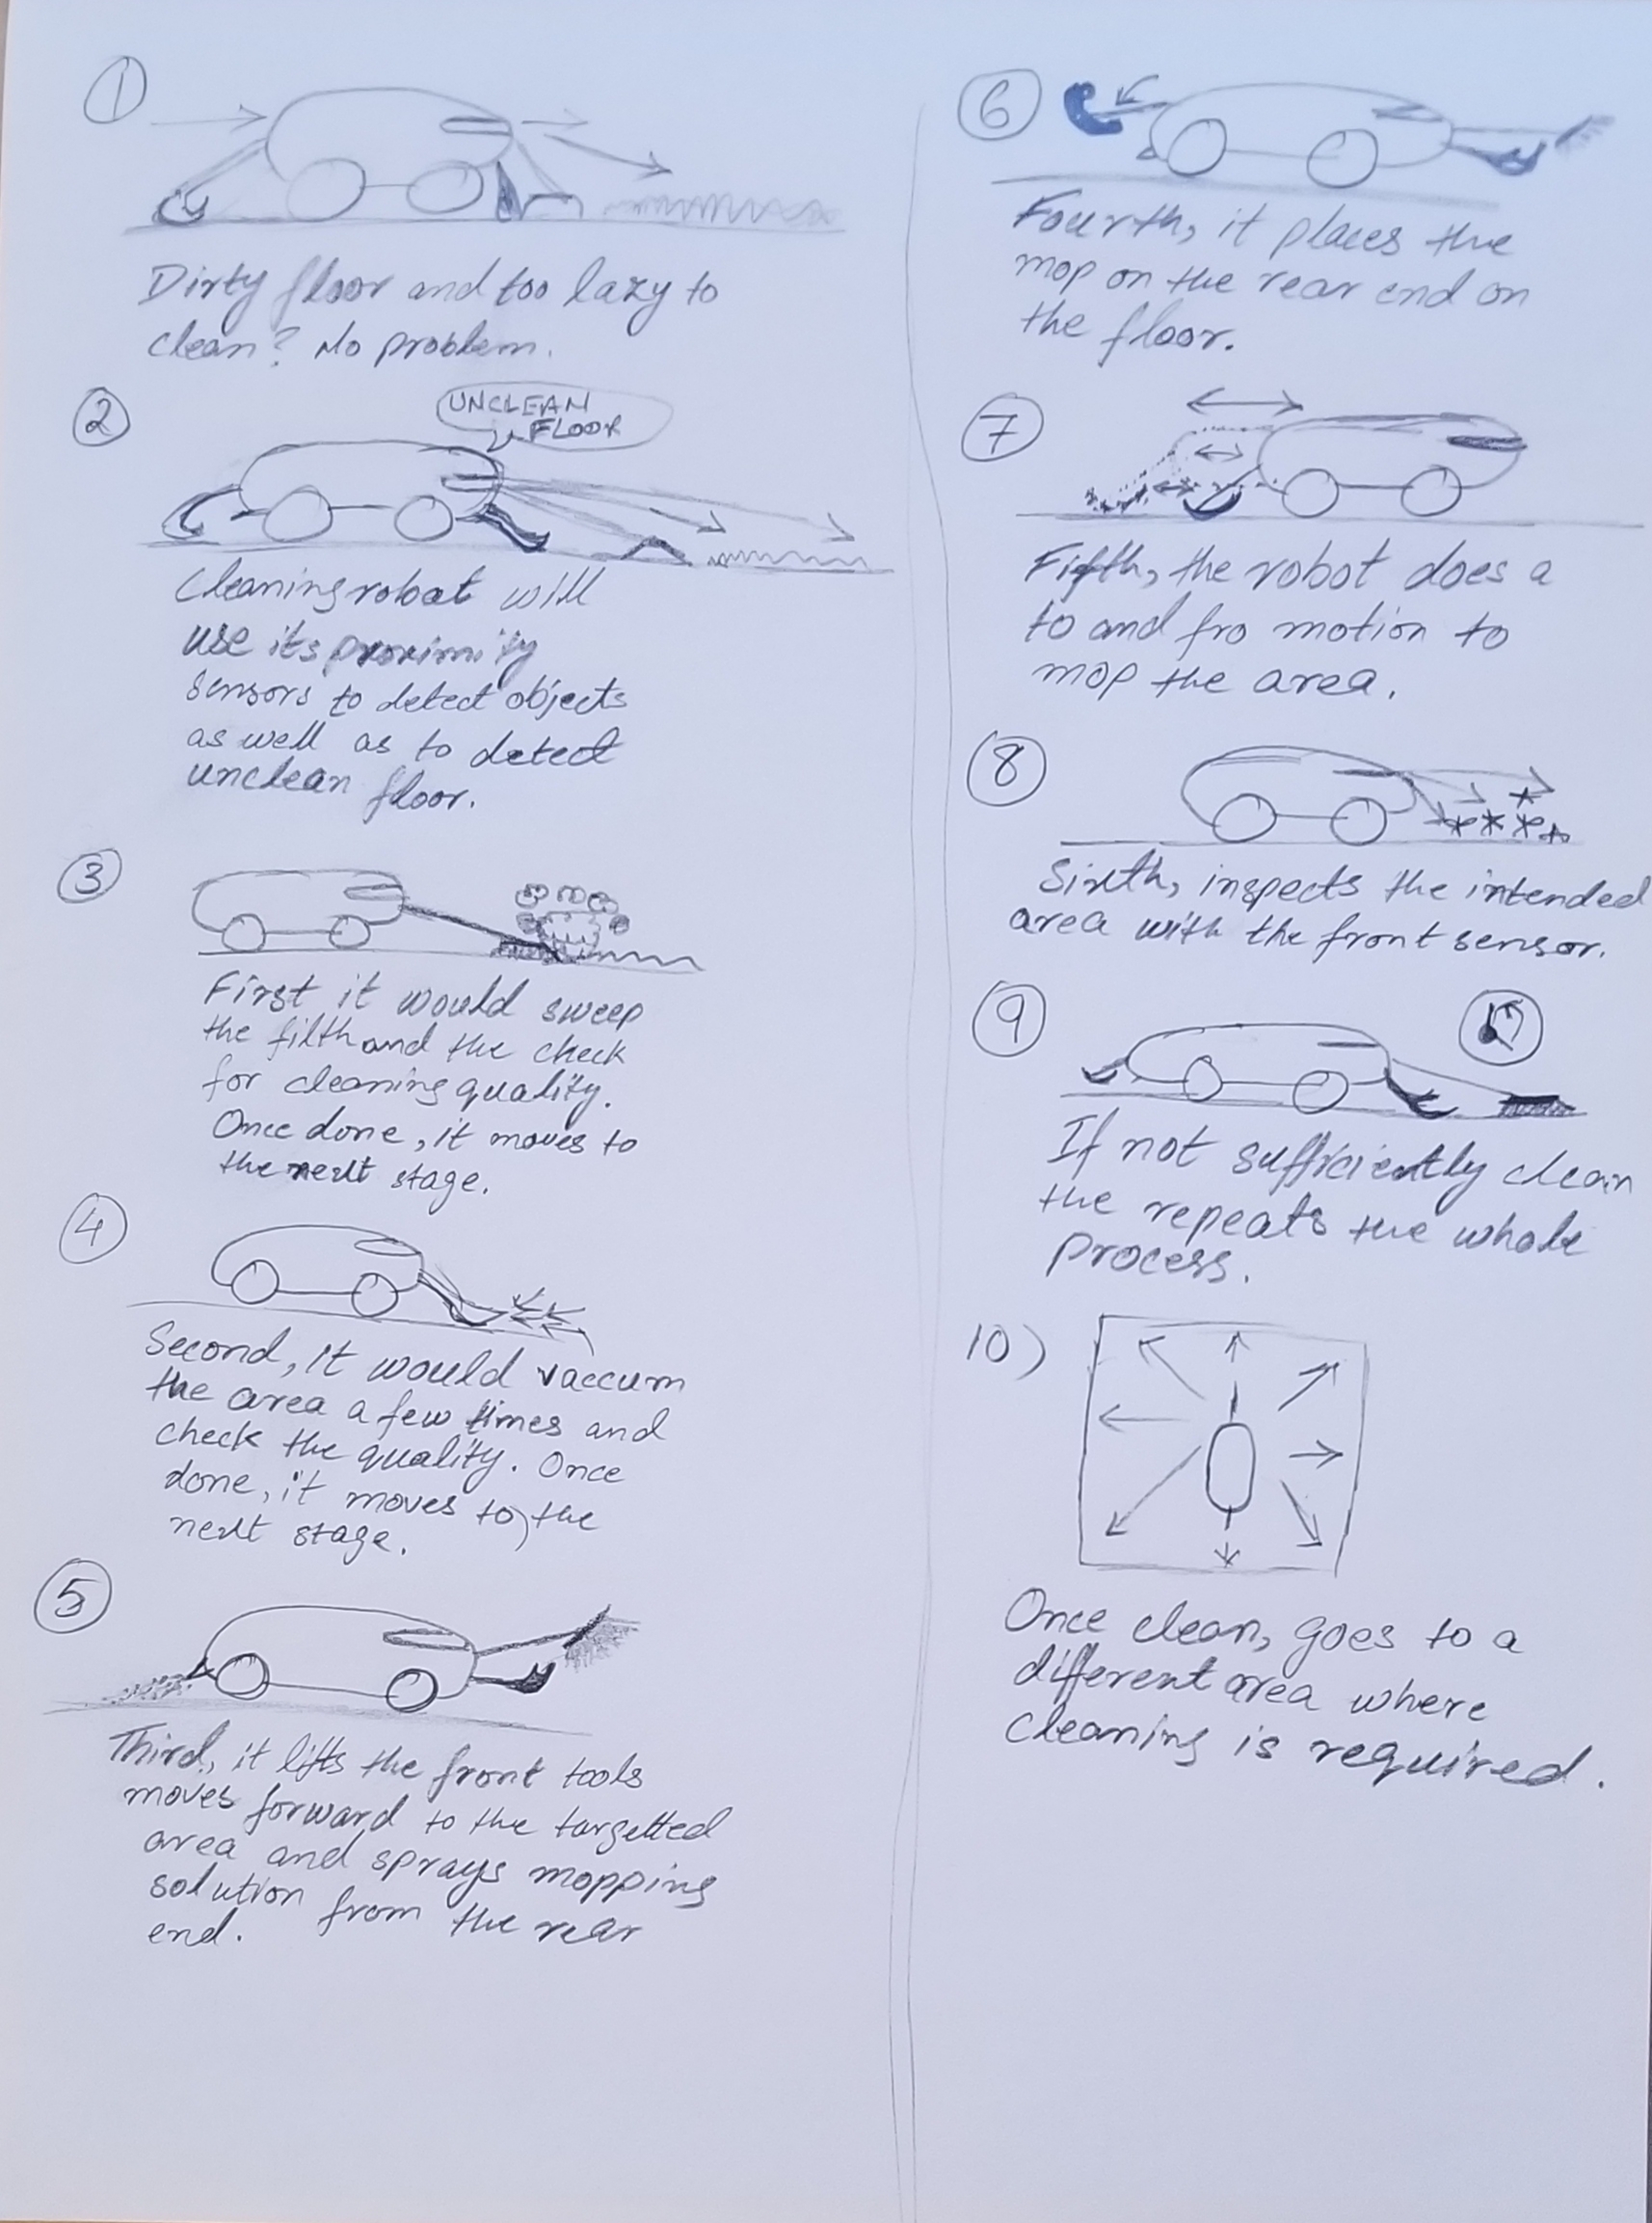 1
Dirty floor and too lazy to
clean? No problem.
2
UNCLEAN
FLOOR
Cleaning robot will
use its proximity
sensors to detect objects
as well as to detect
unclean floor.
3
First it would sweep
the filth and the check
for cleaning quality.
Once done, it moves to
the next stage.
4
Second, it would vaccum
the area a few times and
check the quality. Once
done, it moves to the
next stage.
5
Third, it lifts the front tools
moves forward to the targetted
area and sprays mopping
solution from the rear
end.
6
Fourth, it places the
mop on the rear end on
the floor.
7
Fifth, the robot does a
to and fro motion to
mop the area.
8
Sixth, inspects the intended
area with the front sensor.
9
If not sufficiently clean
the repeats the whole
process.
10)
Once clean, goes to a
different area where
cleaning is required.